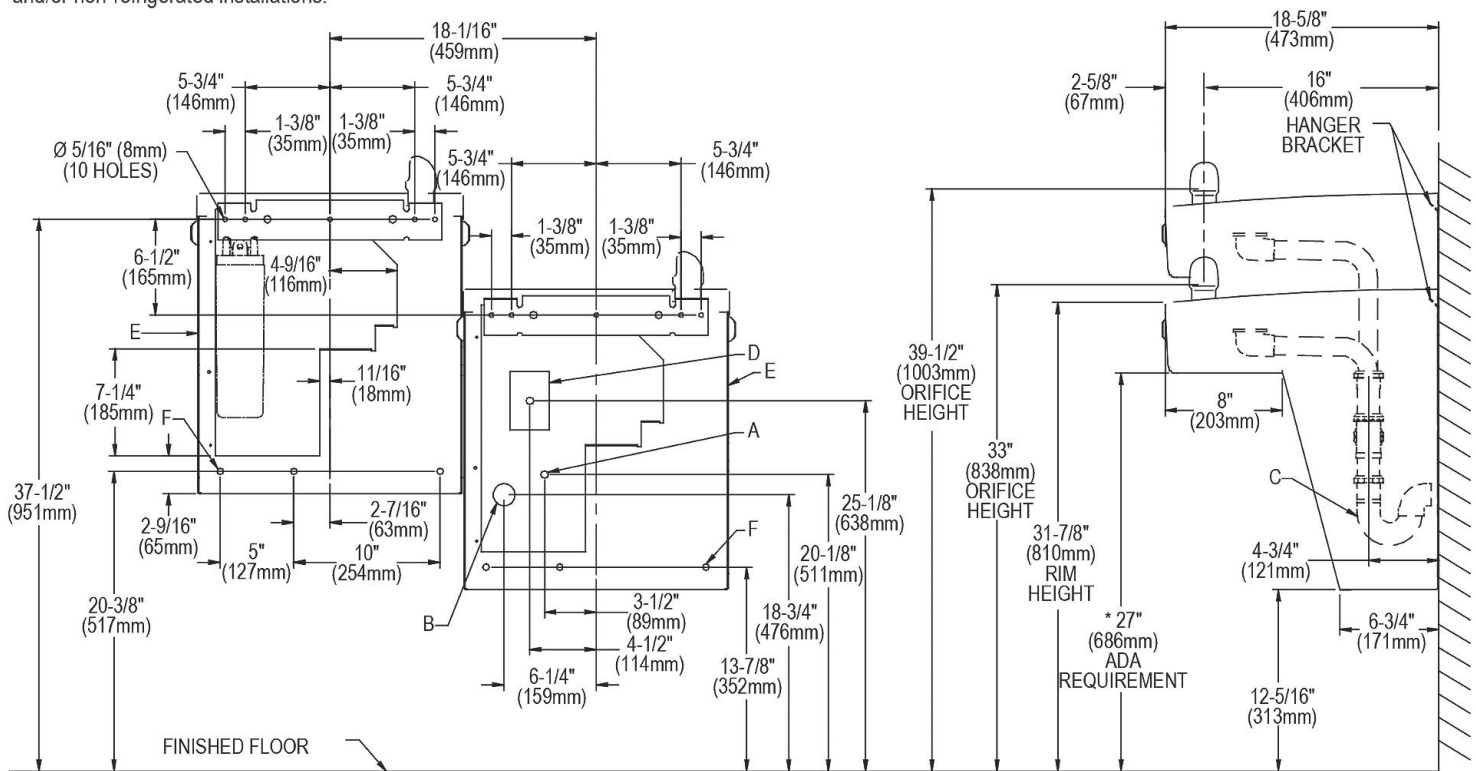 and/or non-refrigerated installations.
18-1/16"
(459mm)
5-3/4"
(146mm)
5-3/4"
(146mm)
1-3/8"
(35mm)
1-3/8"
(35mm)
Ø 5/16" (8mm)
(10 HOLES)
5-3/4"
(146mm)
5-3/4"
(146mm)
1-3/8"
(35mm)
1-3/8"
(35mm)
6-1/2"
(165mm)
4-9/16"
(116mm)
E
7-1/4"
(185mm)
11/16"
(18mm)
F
D
E
A
37-1/2"
(951mm)
2-9/16"
(65mm)
2-7/16"
(63mm)
5"
(127mm)
10"
(254mm)
20-3/8"
(517mm)
B
F
3-1/2"
(89mm)
4-1/2"
(114mm)
6-1/4"
(159mm)
25-1/8"
(638mm)
20-1/8"
(511mm)
18-3/4"
(476mm)
13-7/8"
(352mm)
FINISHED FLOOR
18-5/8"
(473mm)
2-5/8"
(67mm)
16"
(406mm)
HANGER
BRACKET
39-1/2"
(1003mm)
ORIFICE
HEIGHT
8"
(203mm)
33"
(838mm)
ORIFICE
HEIGHT
C
31-7/8"
(810mm)
RIM
HEIGHT
4-3/4"
(121mm)
* 27"
(686mm)
ADA
REQUIREMENT
6-3/4"
(171mm)
12-5/16"
(313mm)